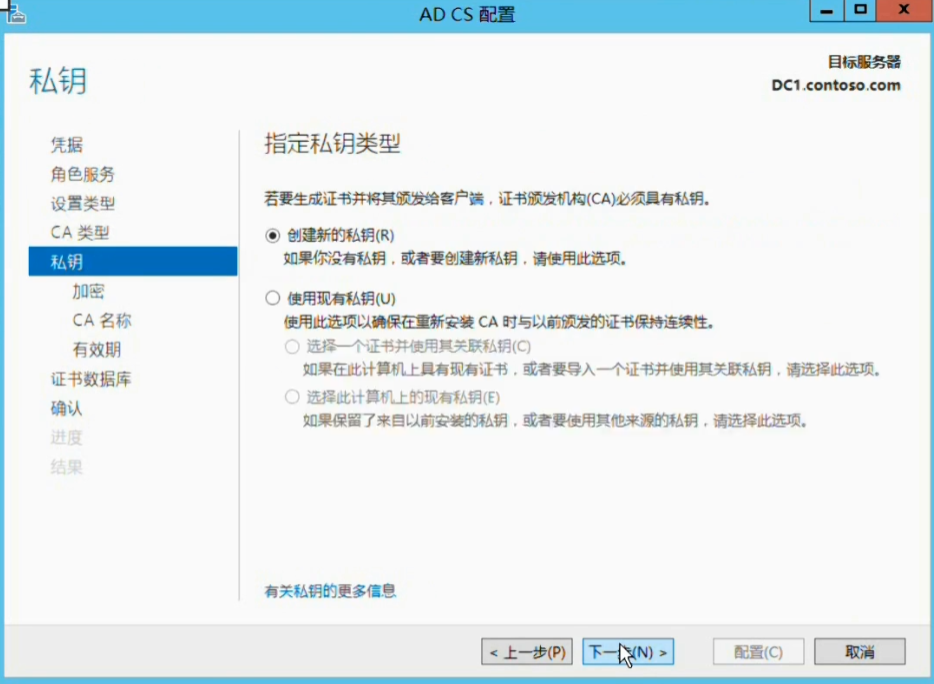 AD CS 配置
私钥
目标服务器
DC1.contoso.com
凭据
角色服务
设置类型
CA 类型
私钥
加密
CA 名称
有效期
证书数据库
确认
进度
结果
指定私钥类型
若要生成证书并将其颁发给客户端，证书颁发机构(CA)必须具有私钥。
创建新的私钥(R)
如果你没有私钥，或者要创建新私钥，请使用此选项。
使用现有私钥(U)
使用此选项以确保在重新安装 CA 时与以前颁发的证书保持连续性。
选择一个证书并使用其关联私钥(C)
如果在此计算机上具有现有证书，或者要导入一个证书并使用其关联私钥，请选择此选项。
选择此计算机上的现有私钥(E)
如果保留了来自以前安装的私钥，或者要使用其他来源的私钥，请选择此选项。
有关私钥的更多信息
< 上一步(P)
下一步(N) >
配置(C)
取消